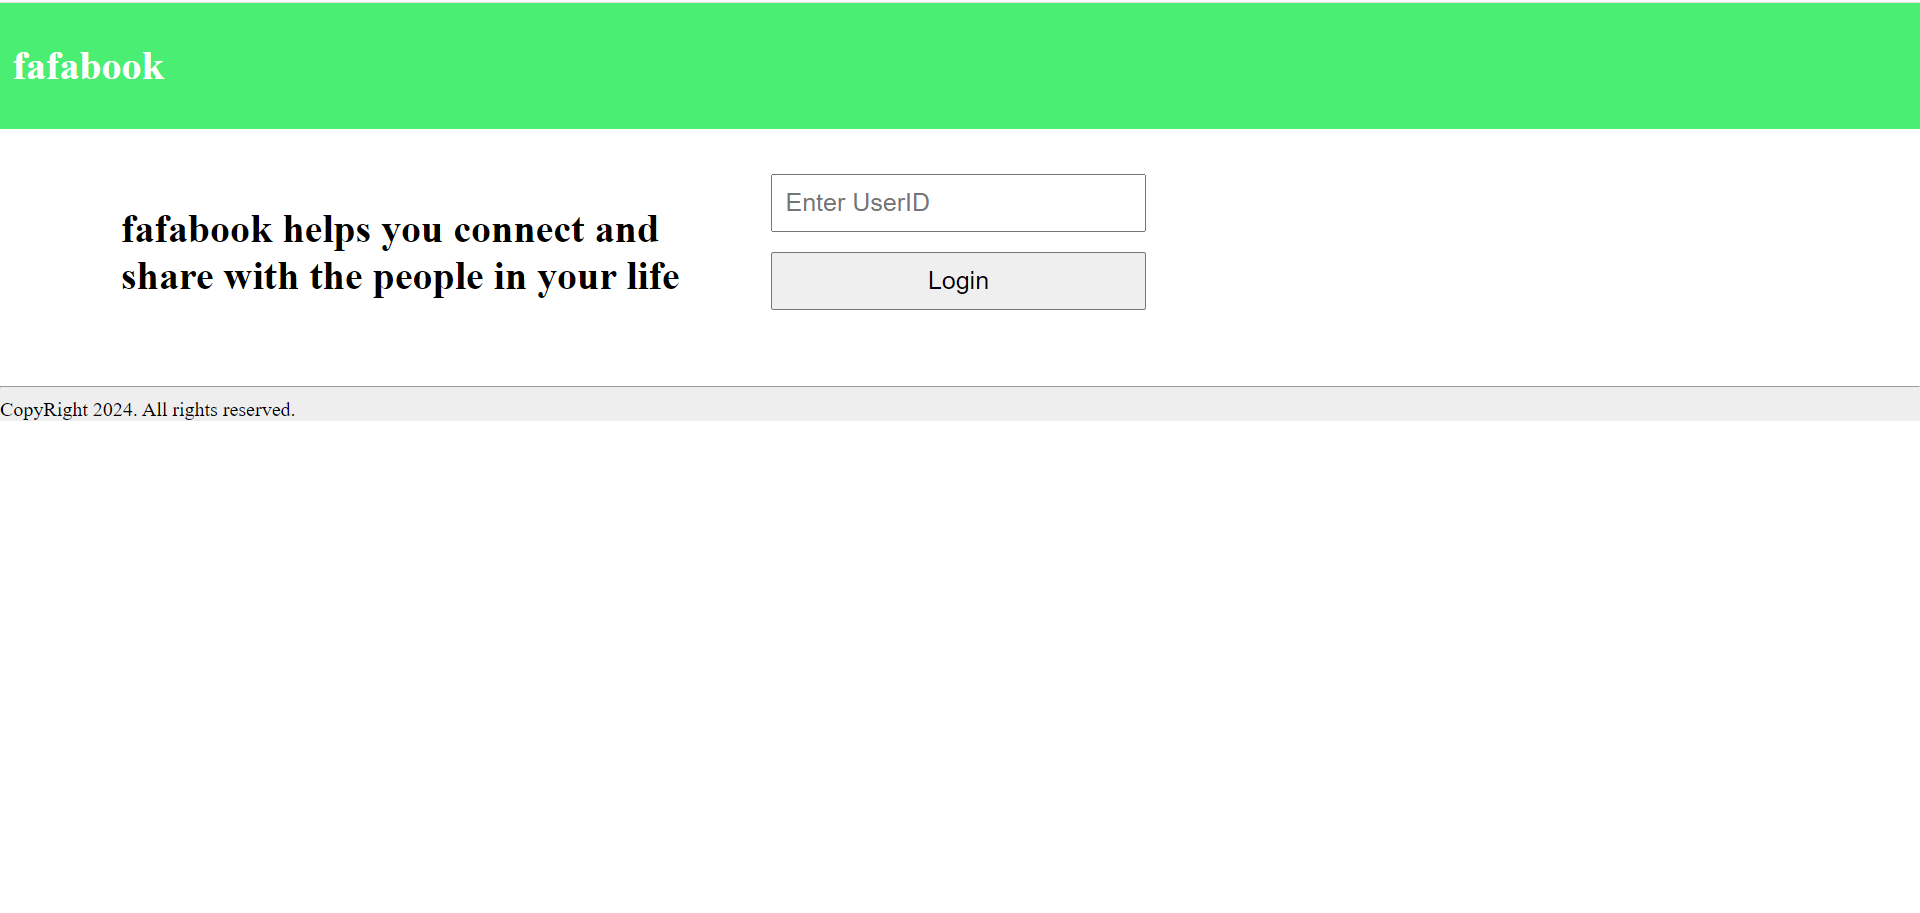 fafabook
fafabook helps you connect and
share with the people in your life
Enter UserID
Login
CopyRight 2024. All rights reserved.